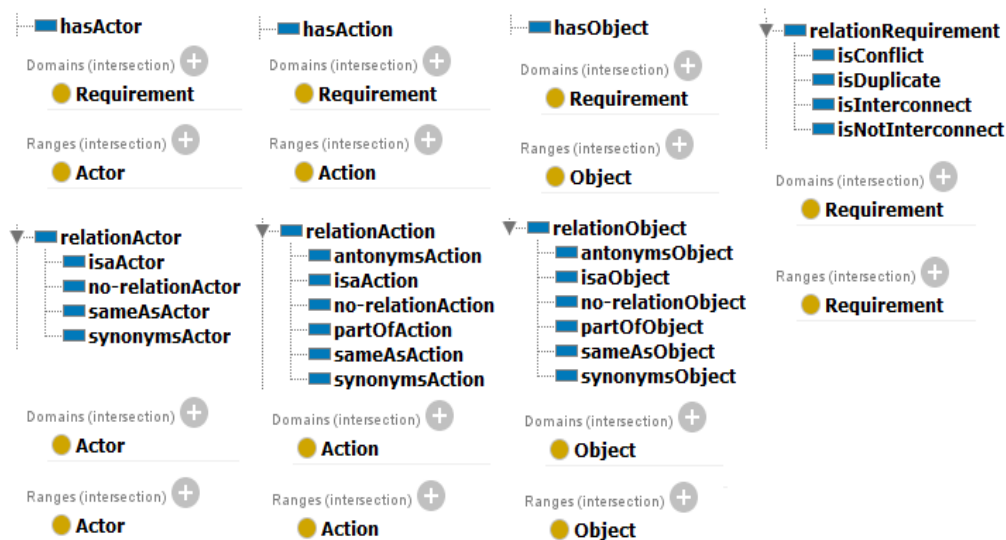 hasActor
Domains (intersection)
Requirement
Ranges (intersection)
Actor
hasAction
Domains (intersection)
Requirement
Ranges (intersection)
Action
hasObject
Domains (intersection)
Requirement
Ranges (intersection)
Object
relationRequirement
isConflict
isDuplicate
isInterconnect
isNotInterconnect
Domains (intersection)
Requirement
Ranges (intersection)
Requirement
relationActor
isaActor
no-relationActor
sameAsActor
synonymsActor
Domains (intersection)
Actor
Ranges (intersection)
Actor
relationAction
antonymsAction
isaAction
no-relationAction
partOfAction
sameAsAction
synonymsAction
Domains (intersection)
Action
Ranges (intersection)
Action
relationObject
antonymsObject
isaObject
no-relationObject
partOfObject
sameAsObject
synonymsObject
Domains (intersection)
Object
Ranges (intersection)
Object